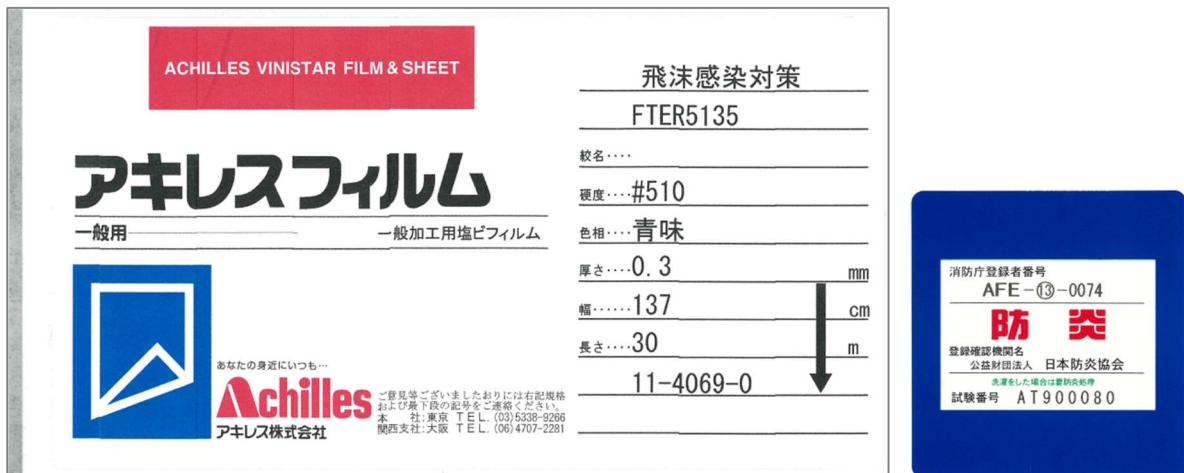 ACHILLES VINISTAR FILM & SHEET
アキレスフィルム
一般用 一般加工用塩ビフィルム
あなたの身近にいつも…
Achilles
アキレス株式会社
ご意見等ございましたおりには右記規格
および最下段の記号をご連絡ください。
本 社:東京 TEL. (03)5338-9266
関西支社:大阪 TEL. (06)4707-2281
飛沫感染対策
FTER5135
絞名‥‥
硬度‥‥#510
色相‥‥青味
厚さ‥‥0.3 mm
幅‥‥‥137 cm
長さ‥‥30 m
11-4069-0
消防庁登録者番号
AFE-⑬-0074
防 炎
登録確認機関名
公益財団法人 日本防炎協会
洗濯をした場合は要防炎処理
試験番号 AT900080